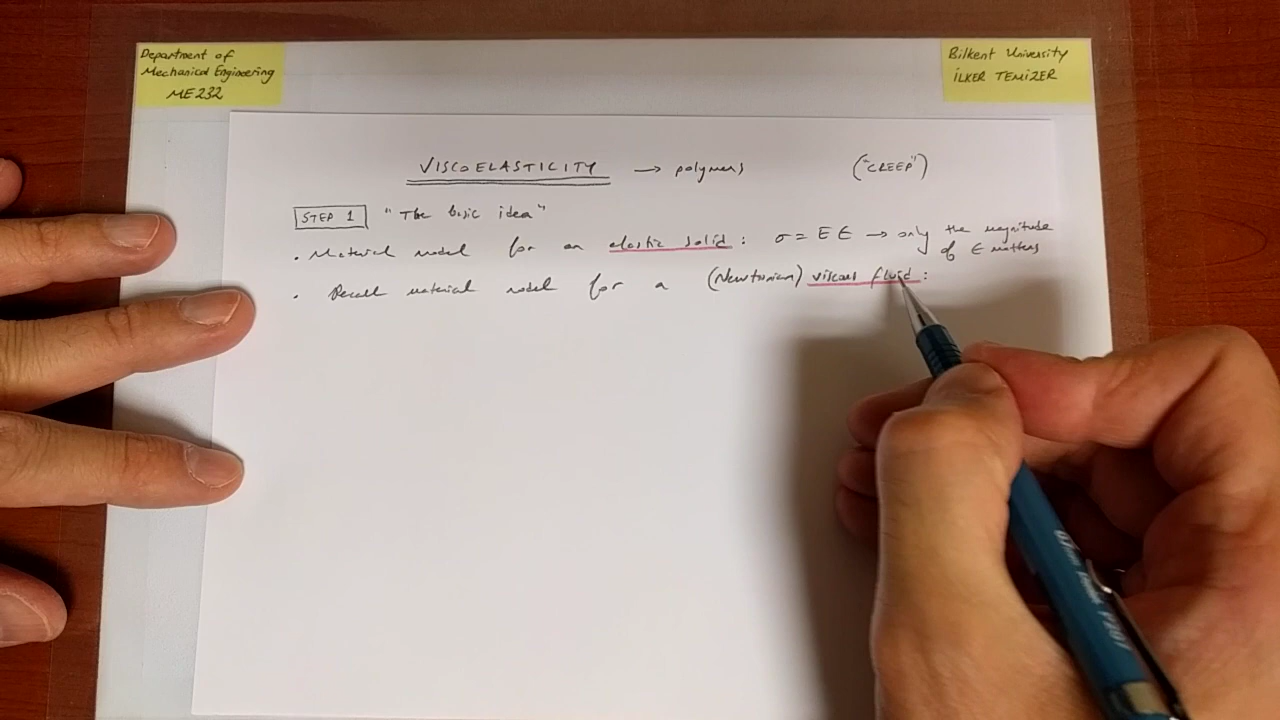 Department of
Mechanical Engineering
ME232
Bilkent University
İLKER TEMİZER
VISCOELASTICITY → polymers ("CREEP")
STEP 1 "The basic idea"
• Material model for an elastic solid : σ = E ε → only the magnitude
of ε matters
• Recall material model for a (Newtonian) viscous fluid :